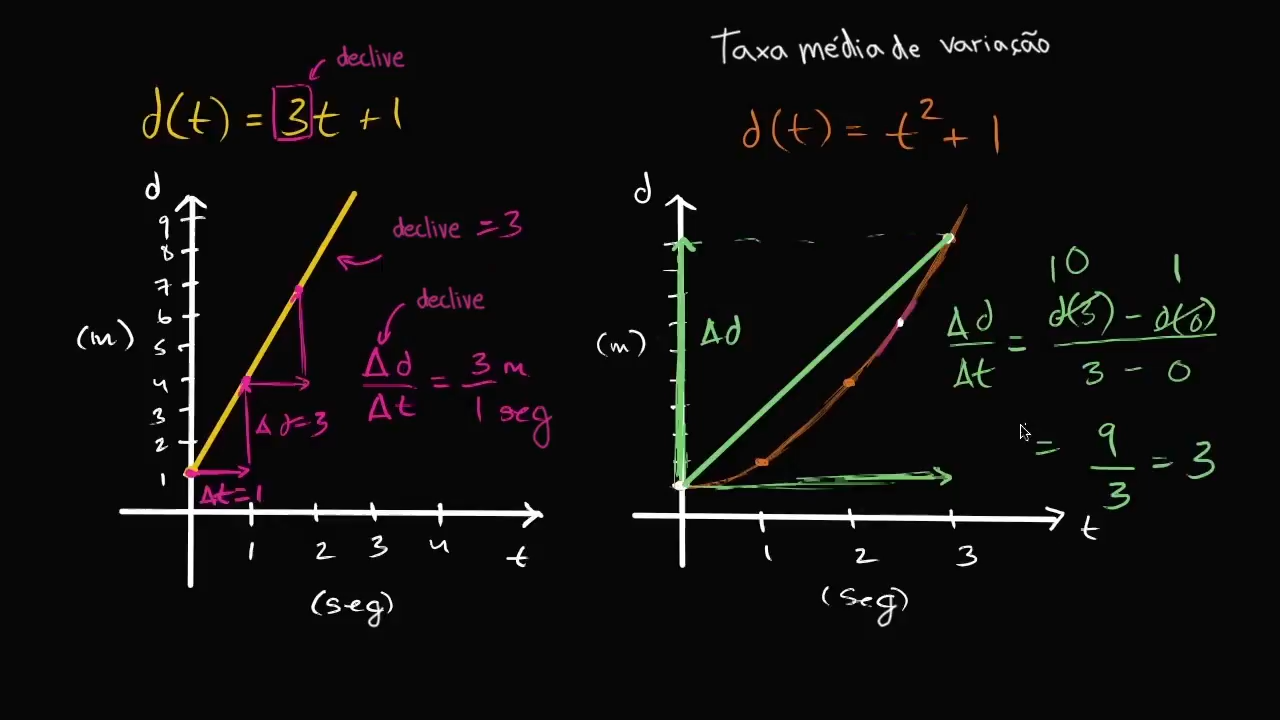 Taxa média de variação
declive
d(t) = 3t + 1
d(t) = t² + 1
d
9
8
7
6
5
4
3
2
1
(m)
declive = 3
declive
Δd/Δt = 3 m/1 seg
Δd=3
Δt=1
1 2 3 4 t
(seg)
d
(m)
Δd
10 1
Δd/Δt = d(3) - d(0)/3 - 0
= 9/3 = 3
1 2 3 t
(seg)